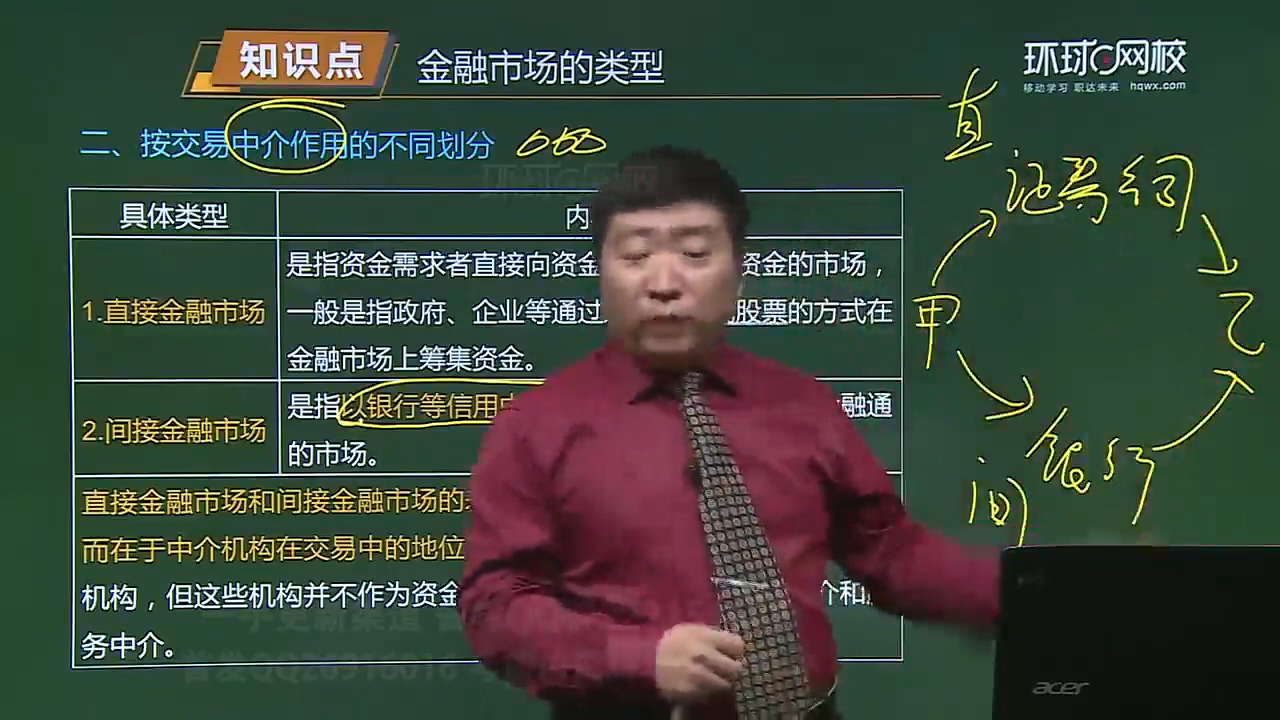 知识点
金融市场的类型
环球网校
移动学习 职达未来 hqwx.com
二、按交易中介作用的不同划分
具体类型
内
1.直接金融市场
是指资金需求者直接向资金 资金的市场，
一般是指政府、企业等通过 股票的方式在
金融市场上筹集资金。
2.间接金融市场
是指以银行等信用中 融通
的市场。
直接金融市场和间接金融市场的
而在于中介机构在交易中的地位
机构，但这些机构并不作为资金 介和
务中介。
直
证券
甲
乙
银行
间
acer